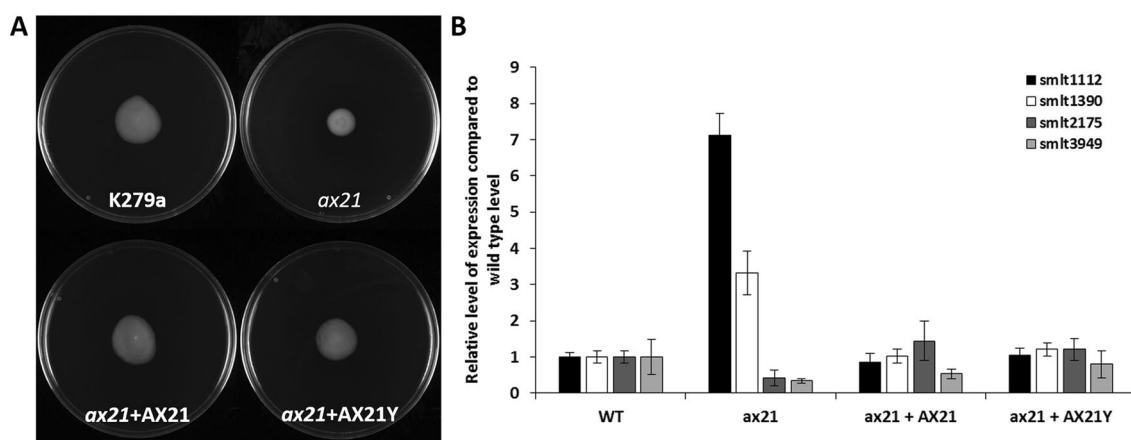 A
K279a
ax21
ax21+AX21
ax21+AX21Y
B
Relative level of expression compared to
wild type level
9
8
7
6
5
4
3
2
1
0
smlt1112
smlt1390
smlt2175
smlt3949
WT
ax21
ax21 + AX21
ax21 + AX21Y